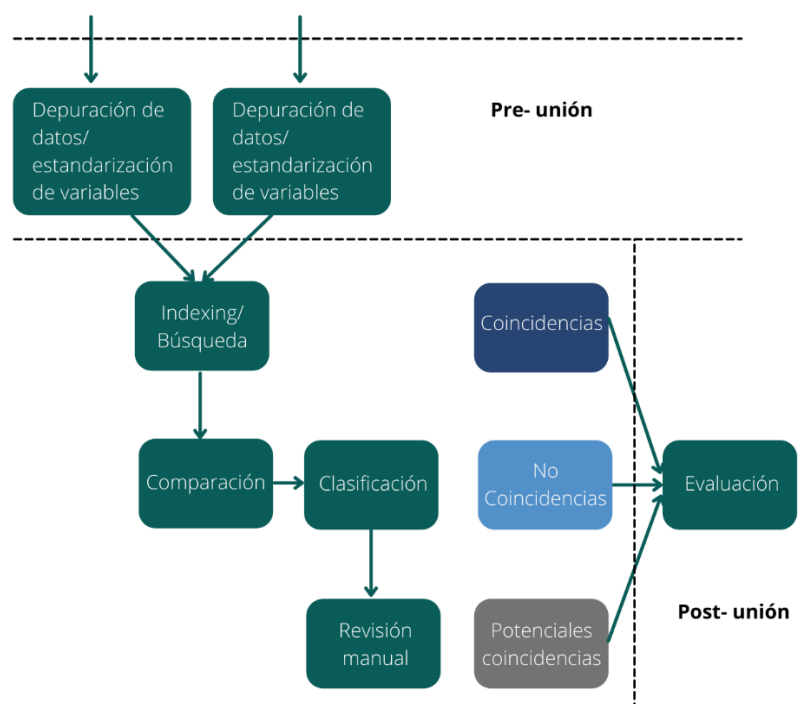 Depuración de
datos/
estandarización
de variables
Depuración de
datos/
estandarización
de variables
Pre- unión
Indexing/
Búsqueda
Coincidencias
Comparación
Clasificación
No
Coincidencias
Evaluación
Revisión
manual
Potenciales
coincidencias
Post- unión